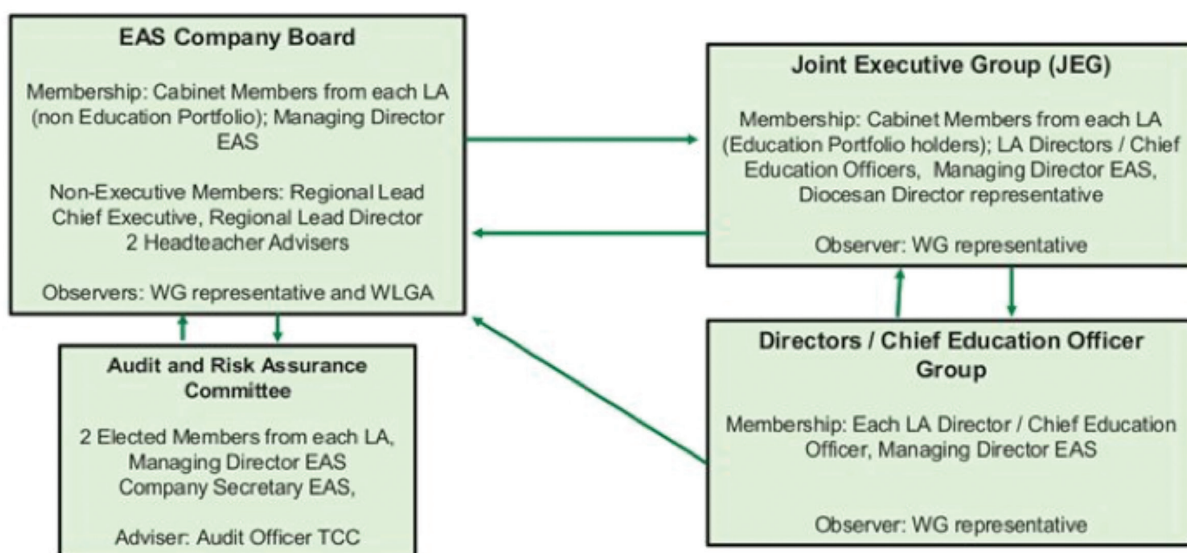 EAS Company Board
Membership: Cabinet Members from each LA
(non Education Portfolio); Managing Director
EAS
Non-Executive Members: Regional Lead
Chief Executive, Regional Lead Director
2 Headteacher Advisers
Observers: WG representative and WLGA
Joint Executive Group (JEG)
Membership: Cabinet Members from each LA
(Education Portfolio holders); LA Directors / Chief
Education Officers, Managing Director EAS,
Diocesan Director representative
Observer: WG representative
Audit and Risk Assurance
Committee
2 Elected Members from each LA,
Managing Director EAS
Company Secretary EAS,
Adviser: Audit Officer TCC
Directors / Chief Education Officer
Group
Membership: Each LA Director / Chief Education
Officer, Managing Director EAS
Observer: WG representative